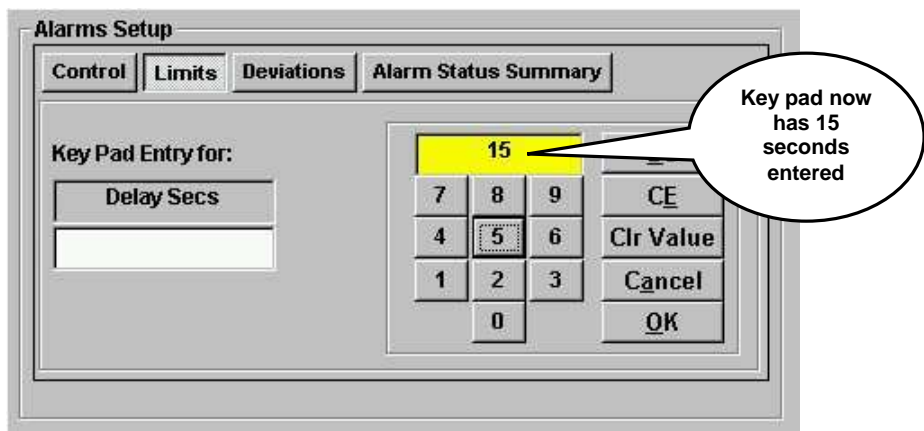 Alarms Setup
Control Limits Deviations Alarm Status Summary
Key pad now
has 15
seconds
entered
Key Pad Entry for:
Delay Secs
15
7 8 9 CE
4 5 6 Clr Value
1 2 3 Cancel
0 OK